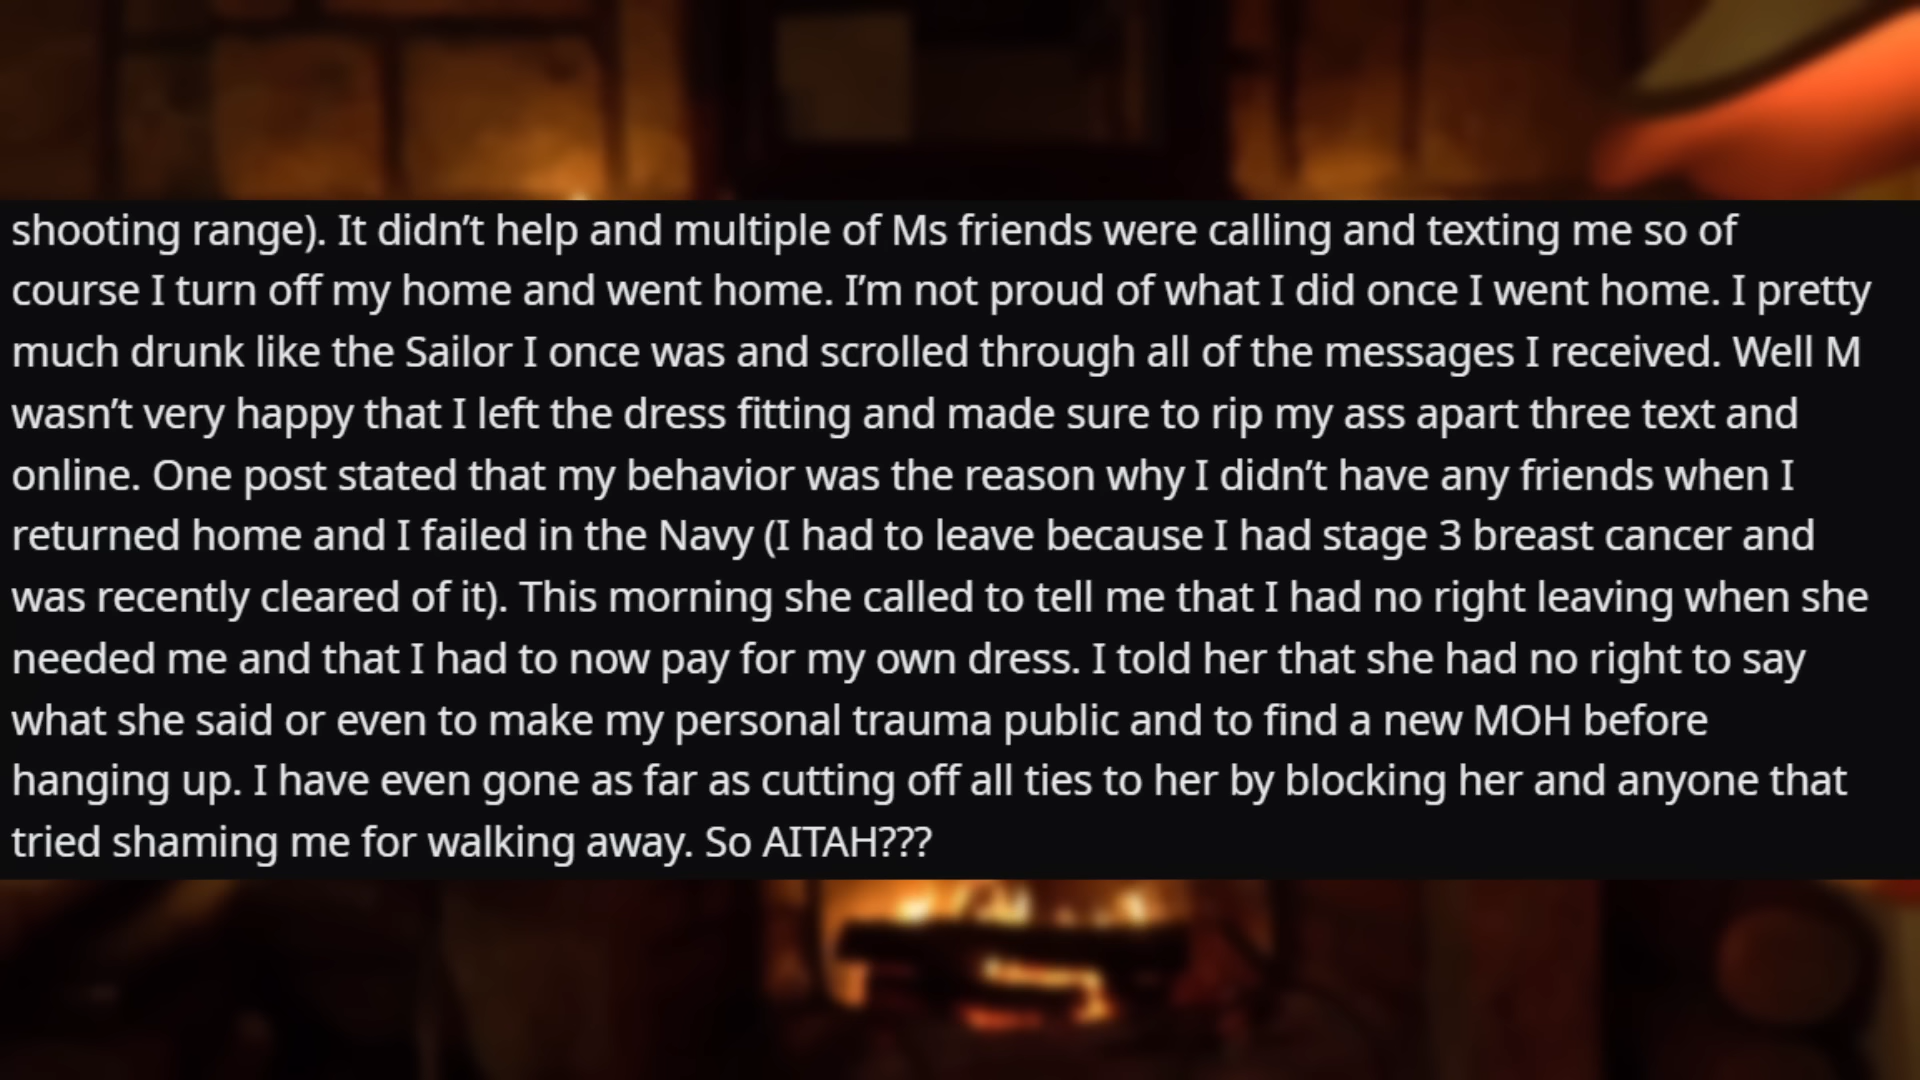 shooting range). It didn’t help and multiple of Ms friends were calling and texting me so of
course I turn off my home and went home. I’m not proud of what I did once I went home. I pretty
much drunk like the Sailor I once was and scrolled through all of the messages I received. Well M
wasn’t very happy that I left the dress fitting and made sure to rip my ass apart three text and
online. One post stated that my behavior was the reason why I didn’t have any friends when I
returned home and I failed in the Navy (I had to leave because I had stage 3 breast cancer and
was recently cleared of it). This morning she called to tell me that I had no right leaving when she
needed me and that I had to now pay for my own dress. I told her that she had no right to say
what she said or even to make my personal trauma public and to find a new MOH before
hanging up. I have even gone as far as cutting off all ties to her by blocking her and anyone that
tried shaming me for walking away. So AITAH???